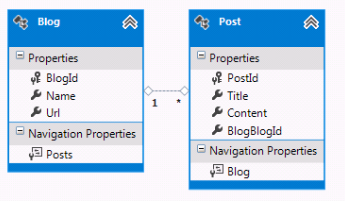 Blog
Properties
BlogId
Name
Url
Navigation Properties
Posts
1
*
Post
Properties
PostId
Title
Content
BlogBlogId
Navigation Properties
Blog